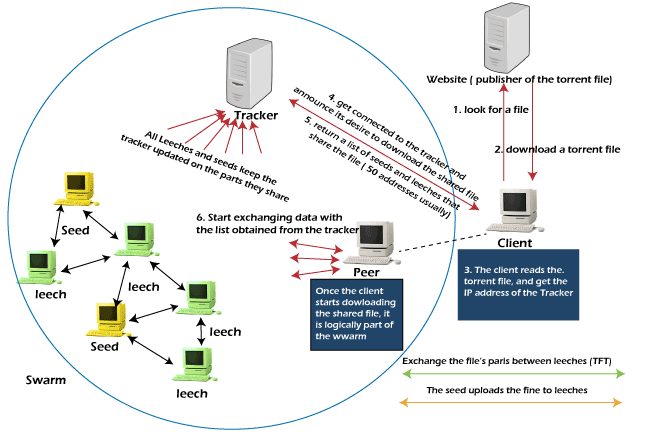 Website ( publisher of the torrent file)
1. look for a file
2. download a torrent file
Tracker
4. get connected to the tracker and
announce its desire to download the shared file
5. return a list of seeds and leeches that
share the file ( 50 addresses usually)
All Leeches and seeds keep the
tracker updated on the parts they share
Client
3. The client reads the.
torrent file, and get the
IP address of the Tracker
6. Start exchanging data with
the list obtained from the tracker
Peer
Once the client
starts dowloading
the shared file, it
is logically part of
the wwarm
Seed
leech
leech
leech
Seed
leech
Swarm
Exchange the file's paris between leeches (TFT)
The seed uploads the fine to leeches